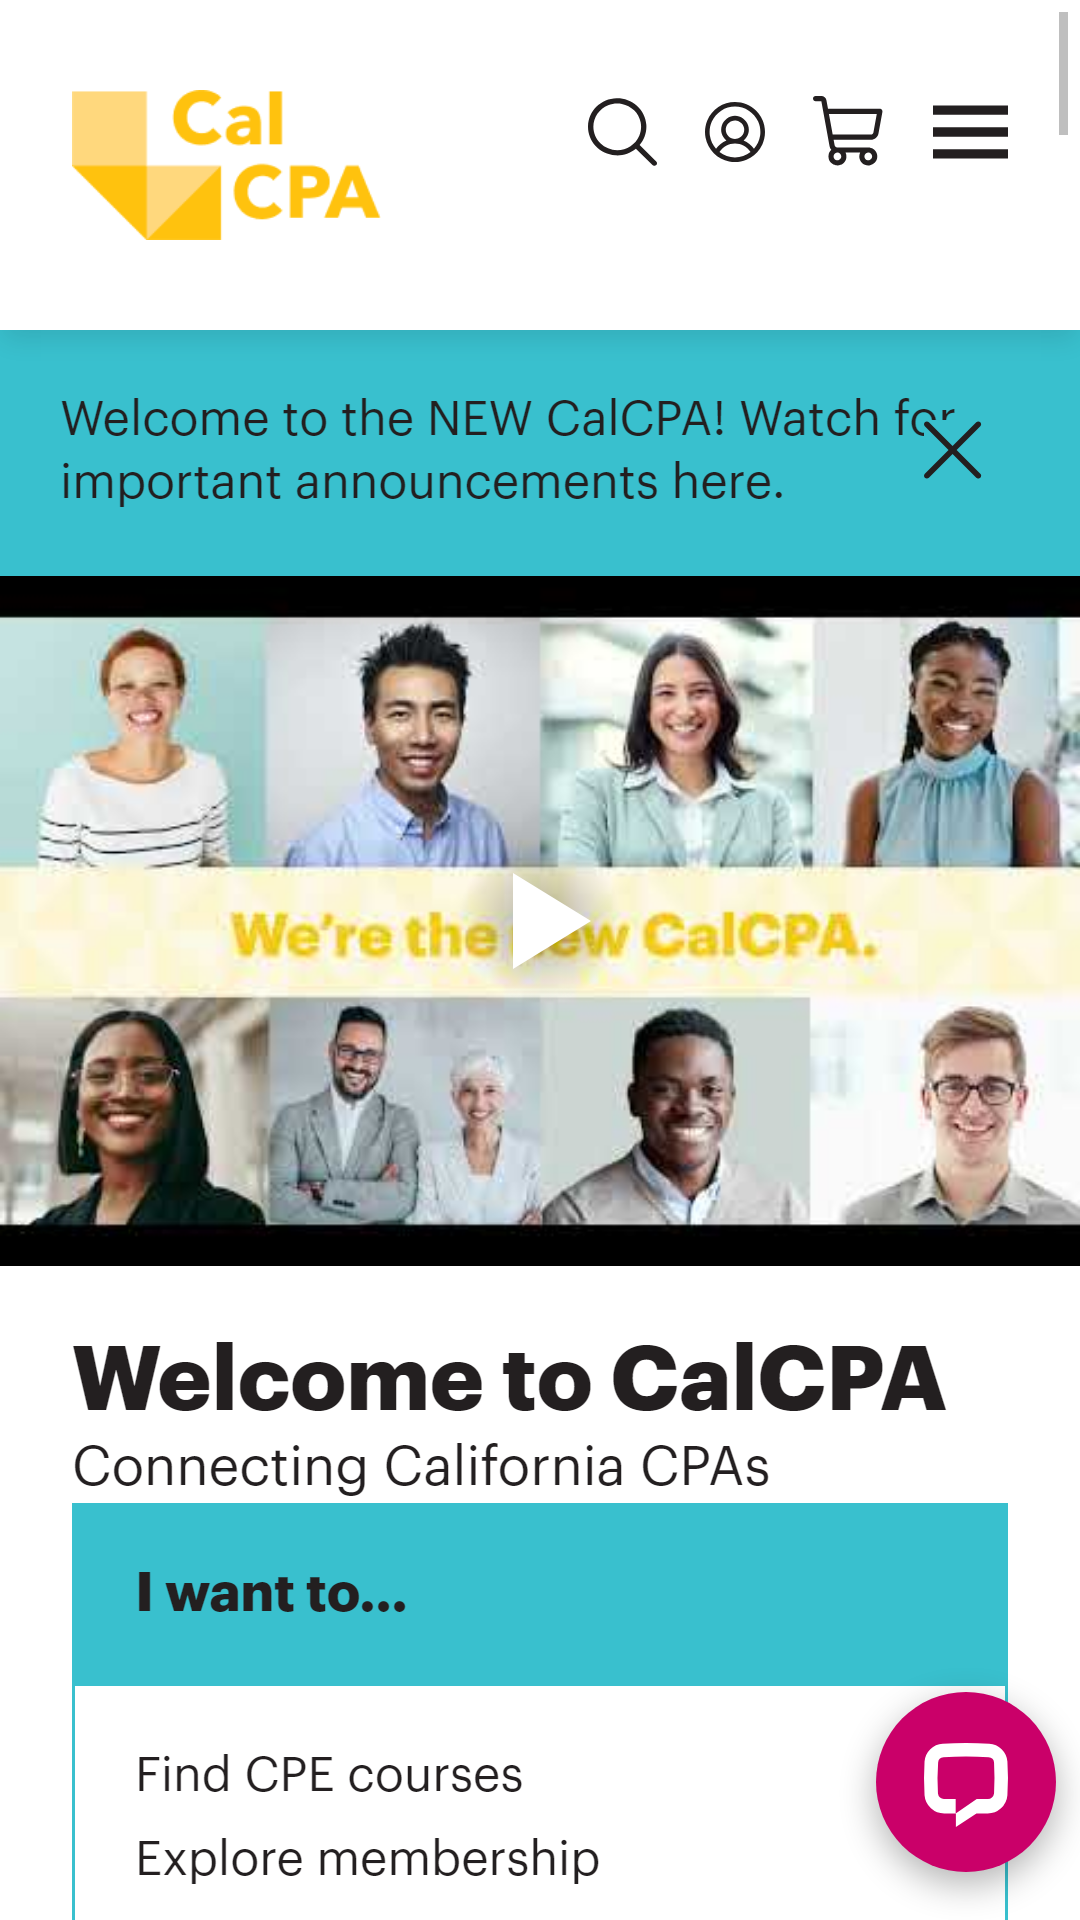 Cal
CPA
Welcome to the NEW CalCPA! Watch for
important announcements here.
We're the new CalCPA.
Welcome to CalCPA
Connecting California CPAs
I want to...
Find CPE courses
Explore membership